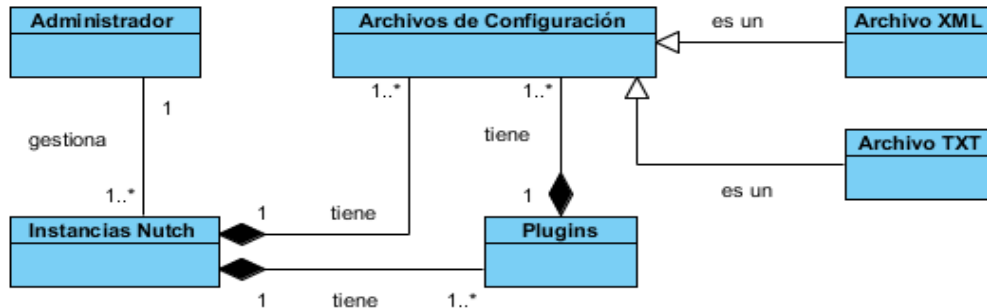 Administrador
Archivos de Configuración
es un
Archivo XML
1
1..*
1..*
gestiona
tiene
Archivo TXT
1..*
1
tiene
1
es un
Instancias Nutch
Plugins
1
tiene
1..*